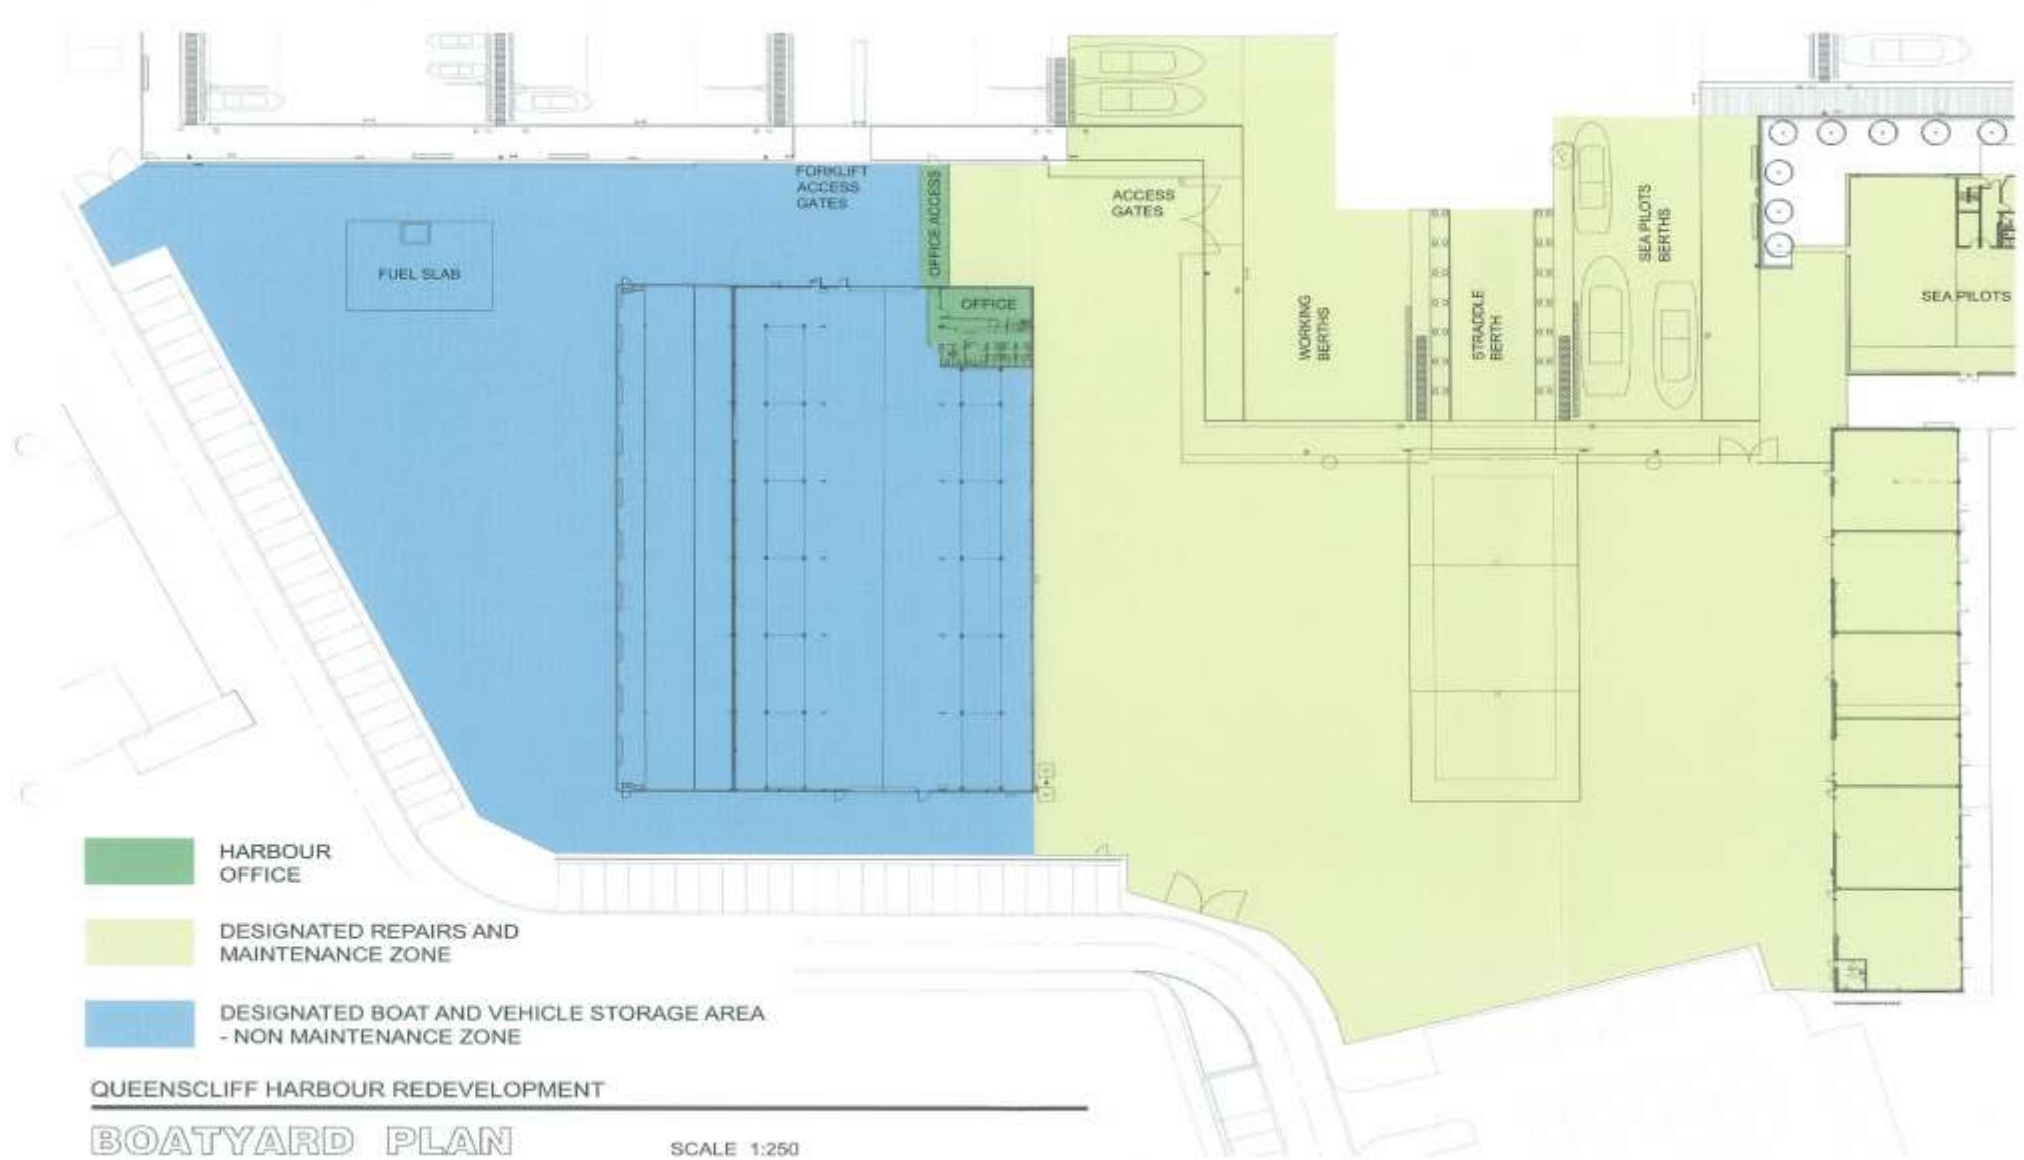 FORKLIFT
ACCESS
GATES
OFFICE ACCESS
ACCESS
GATES
SEA PILOTS
BERTHS
FUEL SLAB
OFFICE
WORKING
BERTHS
STRADDLE
BERTH
SEA PILOTS
HARBOUR
OFFICE
DESIGNATED REPAIRS AND
MAINTENANCE ZONE
DESIGNATED BOAT AND VEHICLE STORAGE AREA
- NON MAINTENANCE ZONE
QUEENSCLIFF HARBOUR REDEVELOPMENT
BOATYARD PLAN
SCALE 1:250